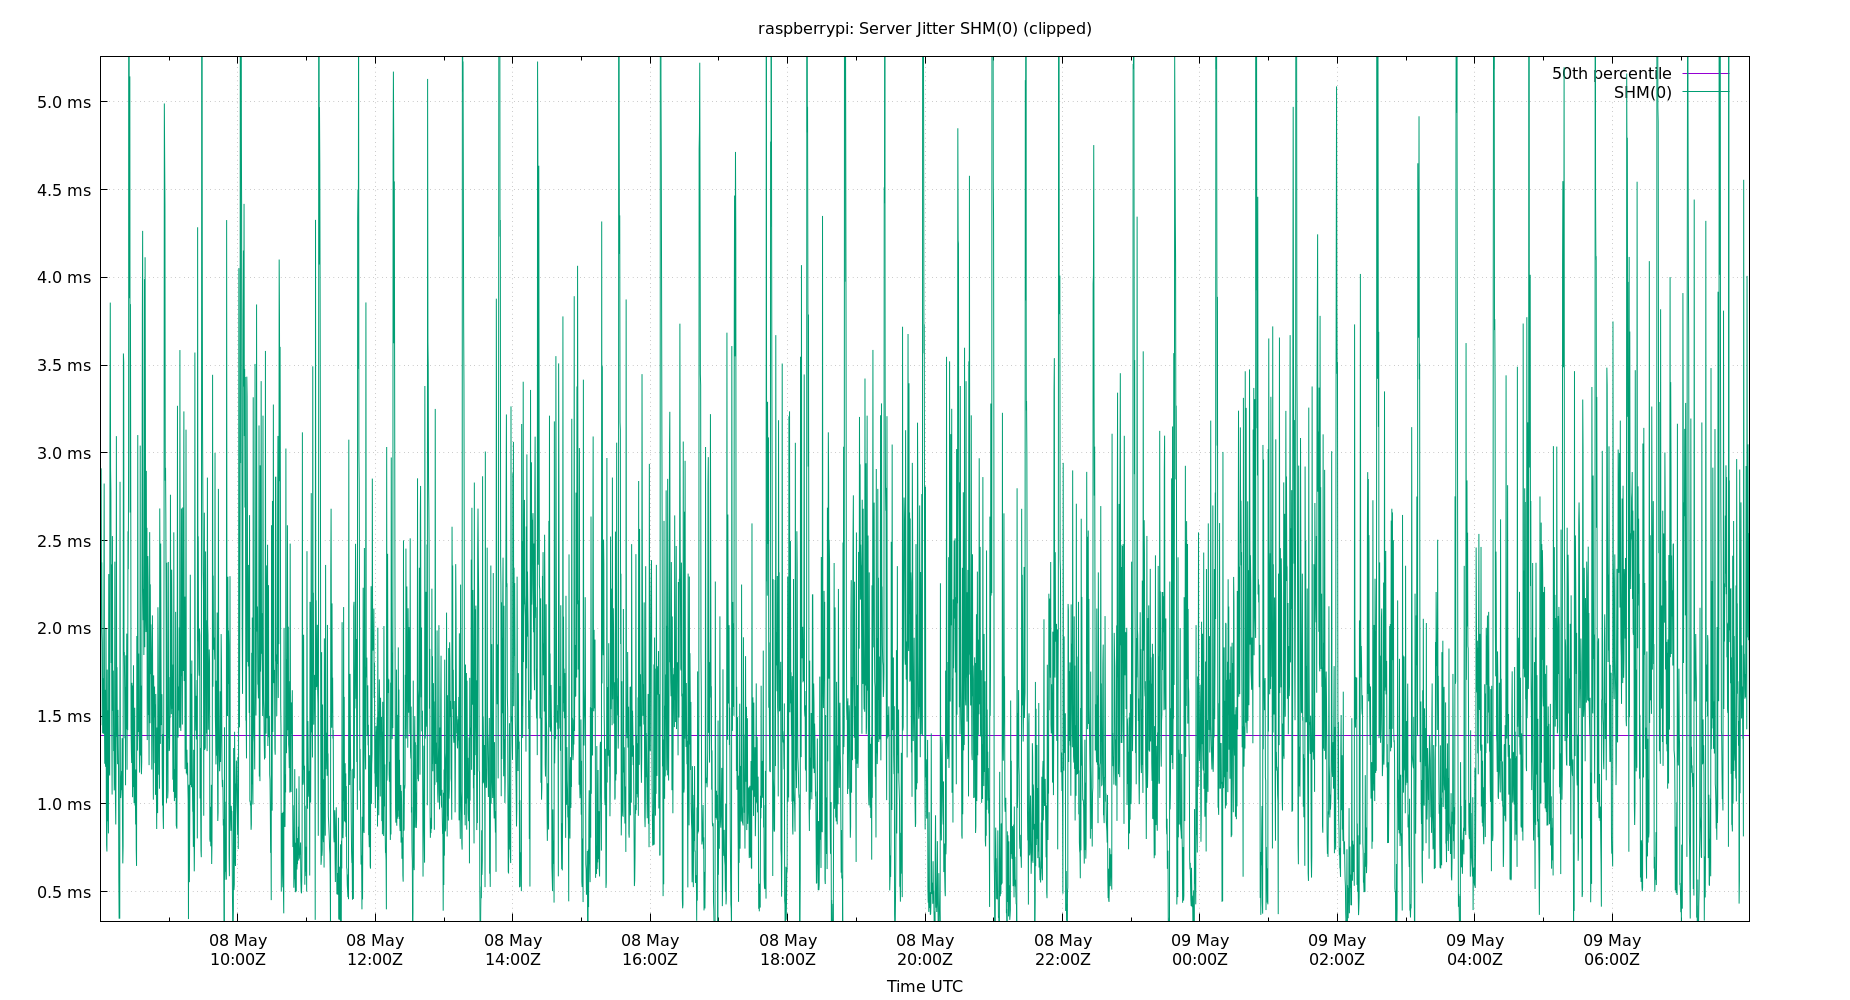 raspberrypi: Server Jitter SHM(0) (clipped)
50th percentile
SHM(0)
5.0 ms
4.5 ms
4.0 ms
3.5 ms
3.0 ms
2.5 ms
2.0 ms
1.5 ms
1.0 ms
0.5 ms
08 May 08 May 08 May 08 May 08 May 08 May 08 May 09 May 09 May 09 May 09 May
10:00Z 12:00Z 14:00Z 16:00Z 18:00Z 20:00Z 22:00Z 00:00Z 02:00Z 04:00Z 06:00Z
Time UTC